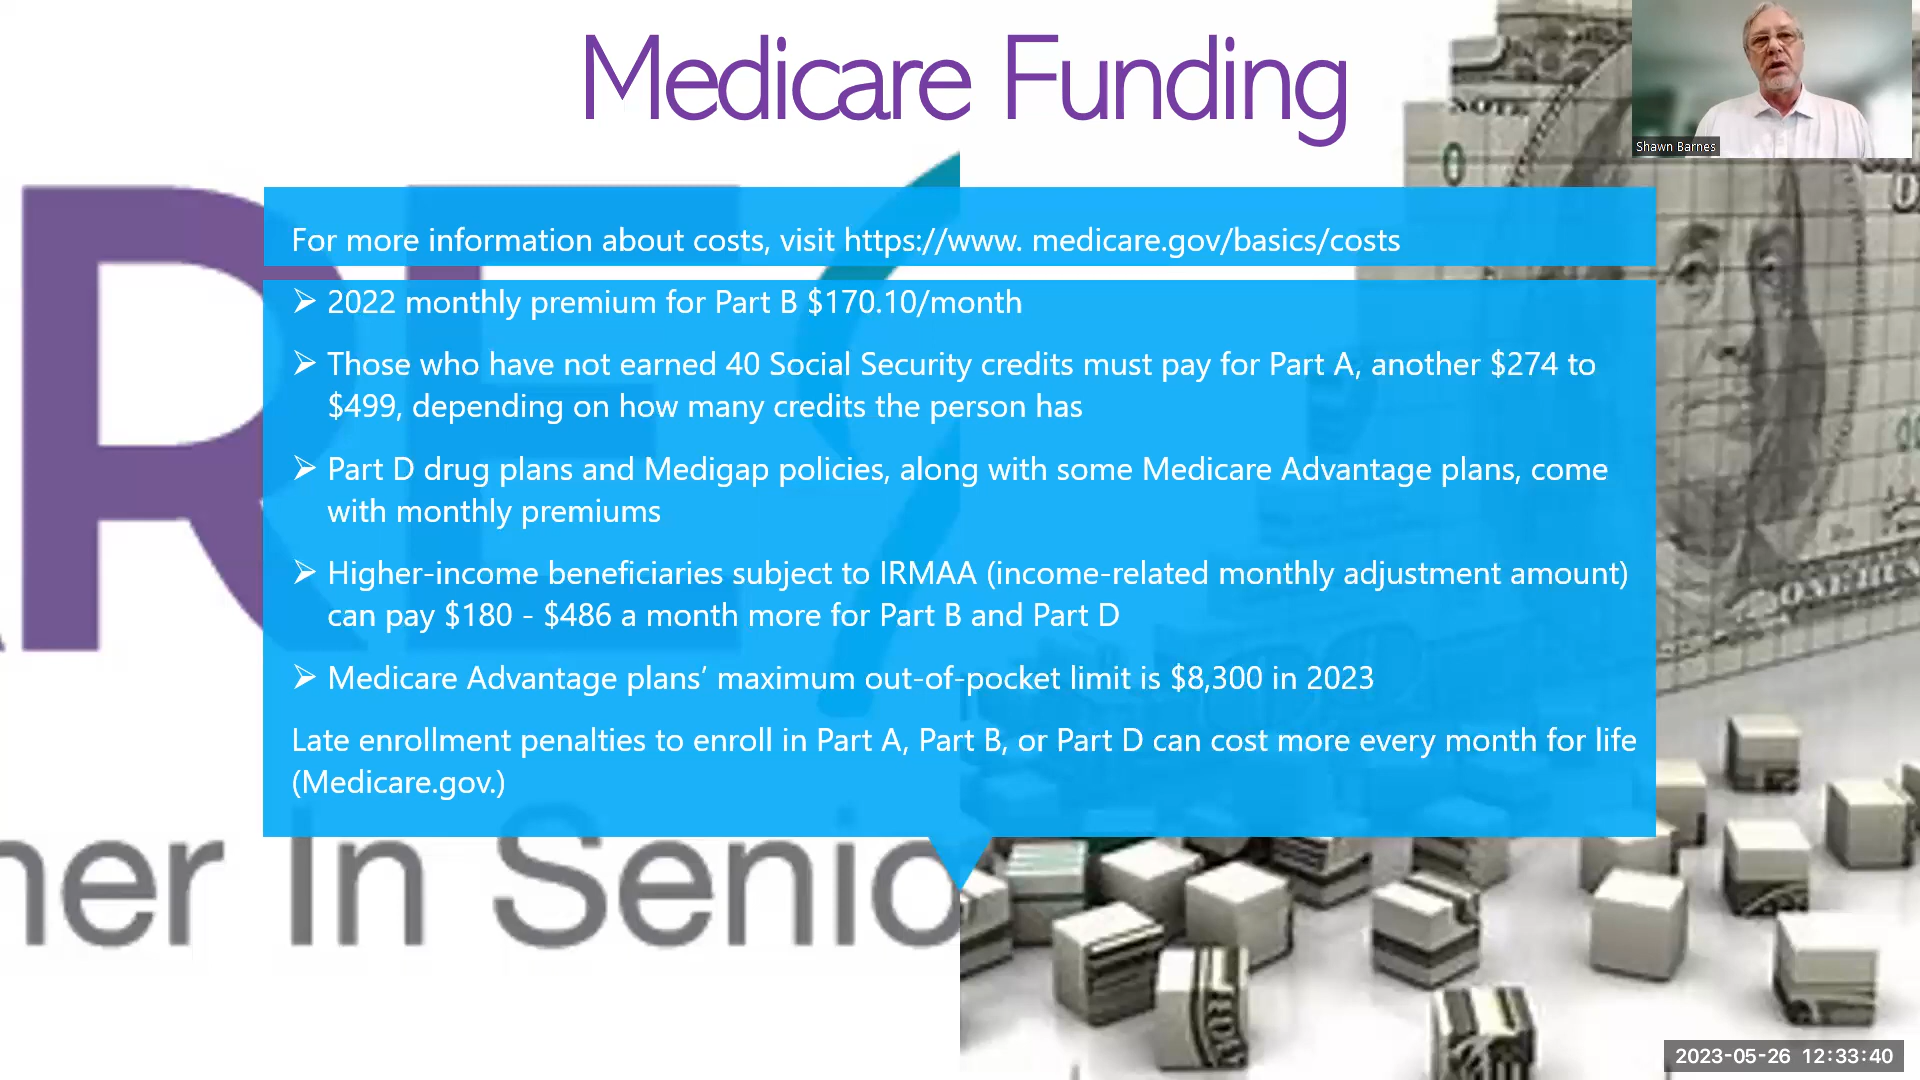 Medicare Funding
Shawn Barnes
For more information about costs, visit https://www. medicare.gov/basics/costs
➢ 2022 monthly premium for Part B $170.10/month
➢ Those who have not earned 40 Social Security credits must pay for Part A, another $274 to
$499, depending on how many credits the person has
➢ Part D drug plans and Medigap policies, along with some Medicare Advantage plans, come
with monthly premiums
➢ Higher-income beneficiaries subject to IRMAA (income-related monthly adjustment amount)
can pay $180 - $486 a month more for Part B and Part D
➢ Medicare Advantage plans’ maximum out-of-pocket limit is $8,300 in 2023
Late enrollment penalties to enroll in Part A, Part B, or Part D can cost more every month for life
(Medicare.gov.)
ner In Senio
2023-05-26 12:33:40